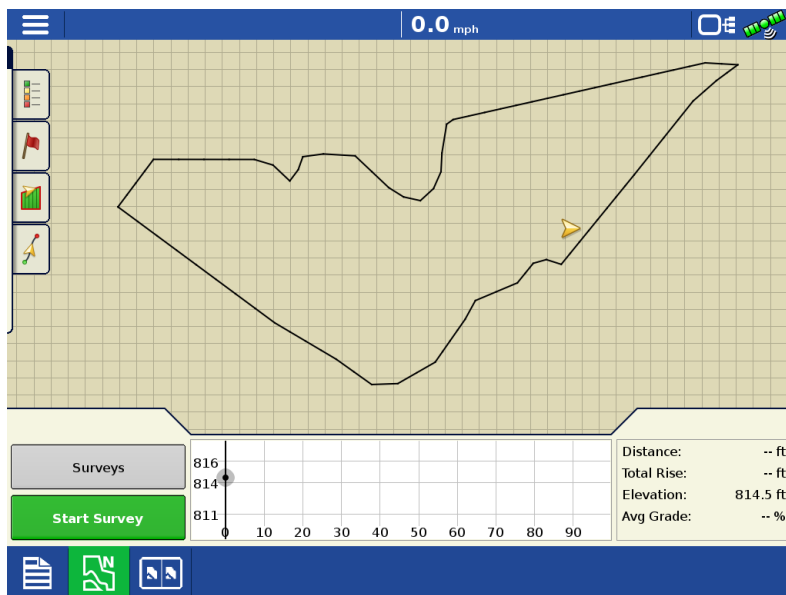 0.0 mph
Surveys
Start Survey
816
814
811
0 10 20 30 40 50 60 70 80 90
Distance: -- ft
Total Rise: -- ft
Elevation: 814.5 ft
Avg Grade: -- %
N